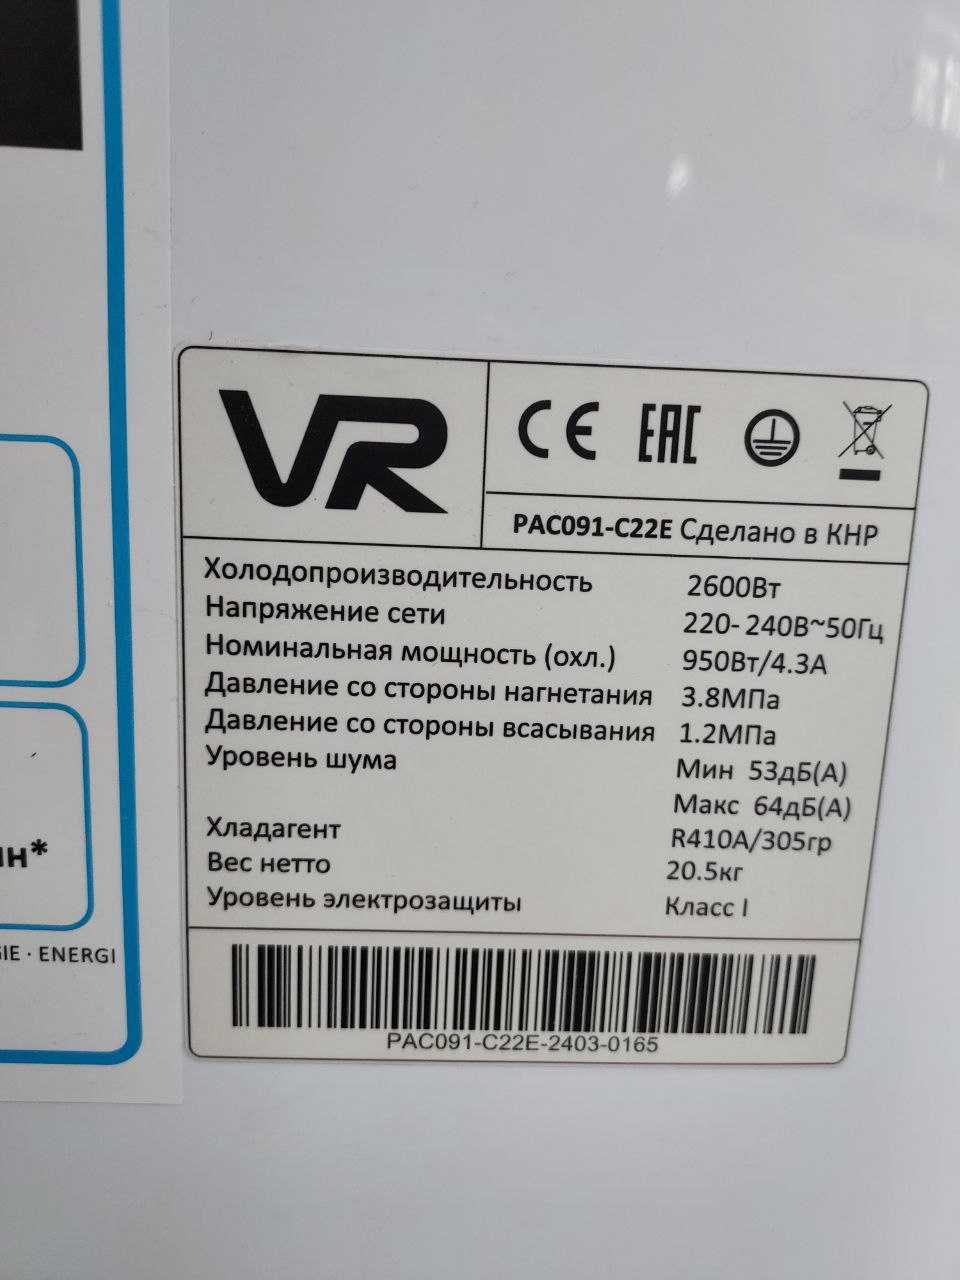 VR
CE EAC
PAC091-C22E Сделано в КНР
Холодопроизводительность 2600Вт
Напряжение сети 220- 240В~50Гц
Номинальная мощность (охл.) 950Вт/4.3А
Давление со стороны нагнетания 3.8МПа
Давление со стороны всасывания 1.2МПа
Уровень шума Мин 53дБ(А)
Макс 64дБ(А)
Хладагент R410A/305гр
Вес нетто 20.5кг
Уровень электрозащиты Класс I
PAC091-C22E-2403-0165
· ENERGI